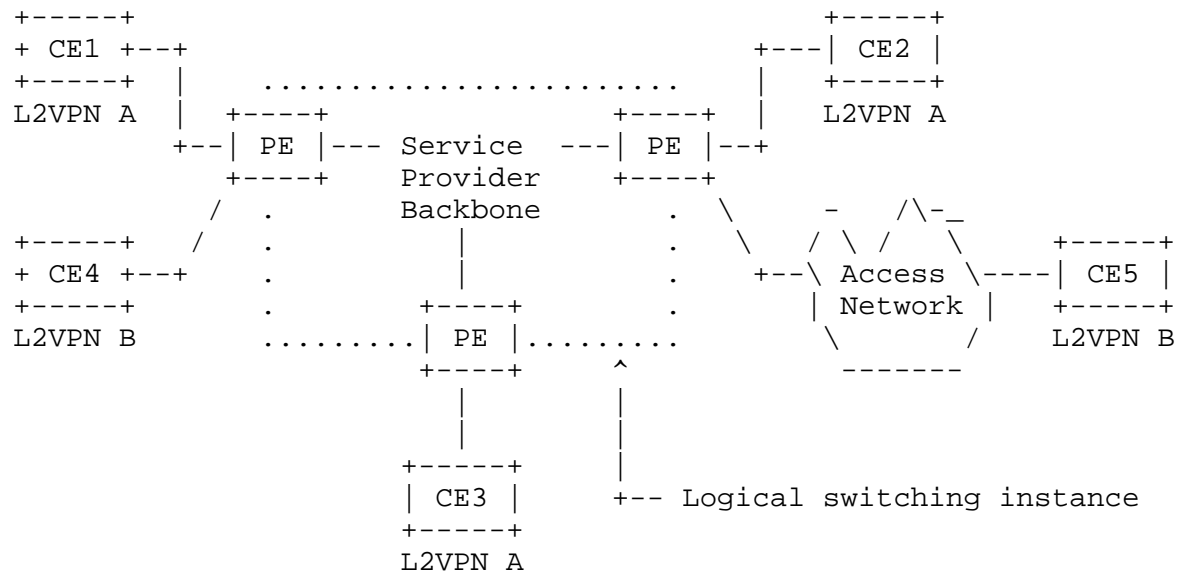 CE1 CE2
L2VPN A L2VPN A
PE Service PE
Provider
Backbone
CE4 Access CE5
Network
L2VPN B PE L2VPN B
CE3 Logical switching instance
L2VPN A